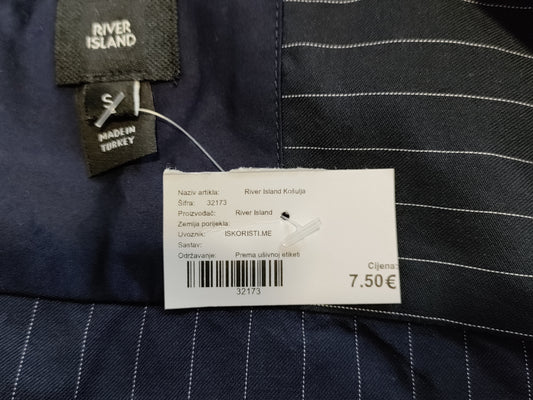 RIVER
ISLAND
S
MADE IN
TURKEY
Naziv artikla: River Island Košulja
Šifra: 32173
Proizvođač: River Island
Zemlja porijekla:
Uvoznik: ISKORISTI.ME
Sastav:
Održavanje: Prema ušivnoj etiketi
32173
Cijena:
7.50€